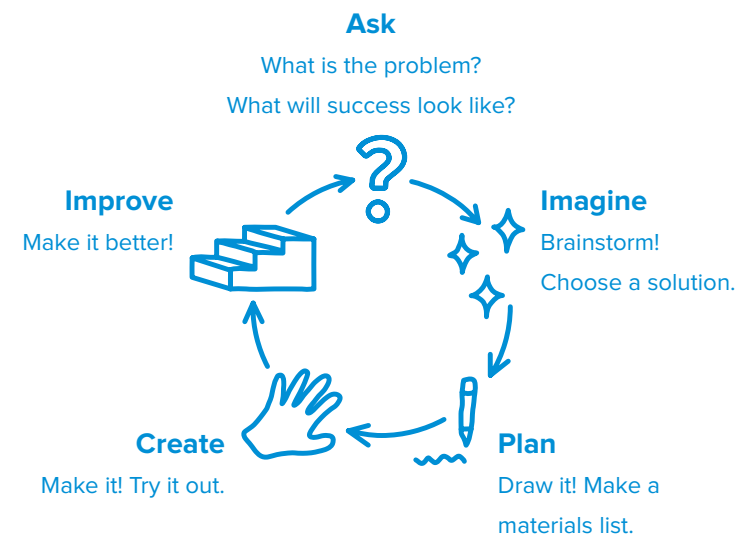 Ask
What is the problem?
What will success look like?
Imagine
Brainstorm!
Choose a solution.
Plan
Draw it! Make a
materials list.
Create
Make it! Try it out.
Improve
Make it better!